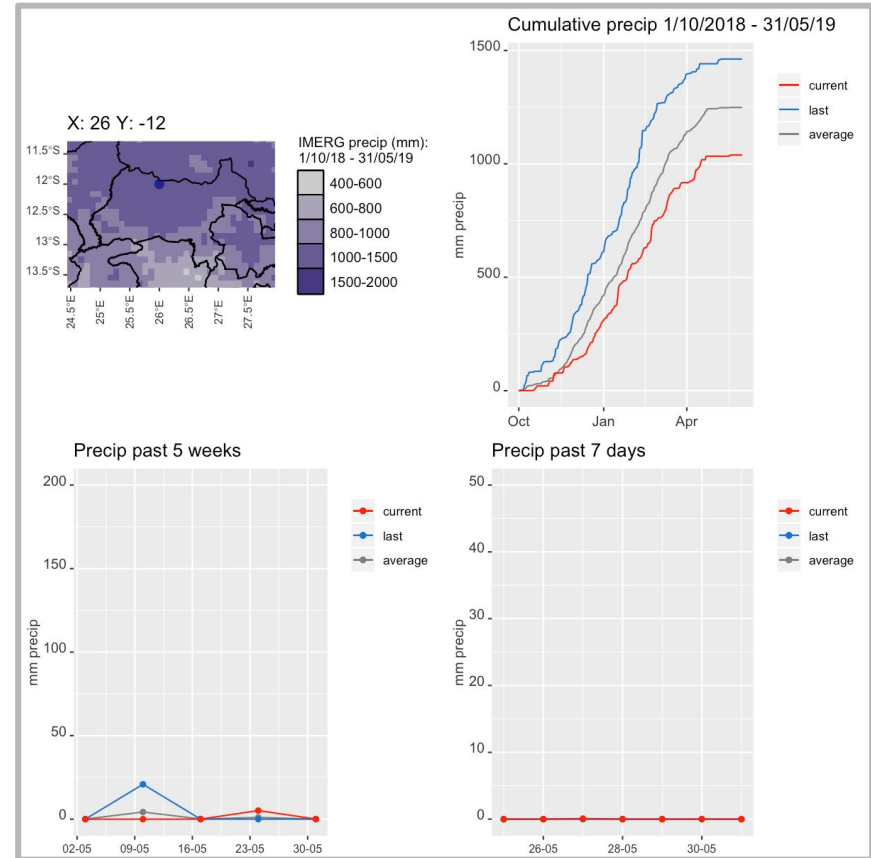 Cumulative precip 1/10/2018 - 31/05/19
1500
1000
500
0
mm precip
Oct
Jan
Apr
current
last
average
X: 26 Y: -12
11.5°S
12°S
12.5°S
13°S
13.5°S
24.5°E
25°E
25.5°E
26°E
26.5°E
27°E
27.5°E
IMERG precip (mm):
1/10/18 - 31/05/19
400-600
600-800
800-1000
1000-1500
1500-2000
Precip past 5 weeks
200
150
100
50
0
mm precip
02-05
09-05
16-05
23-05
30-05
current
last
average
Precip past 7 days
50
40
30
20
10
0
mm precip
26-05
28-05
30-05
current
last
average